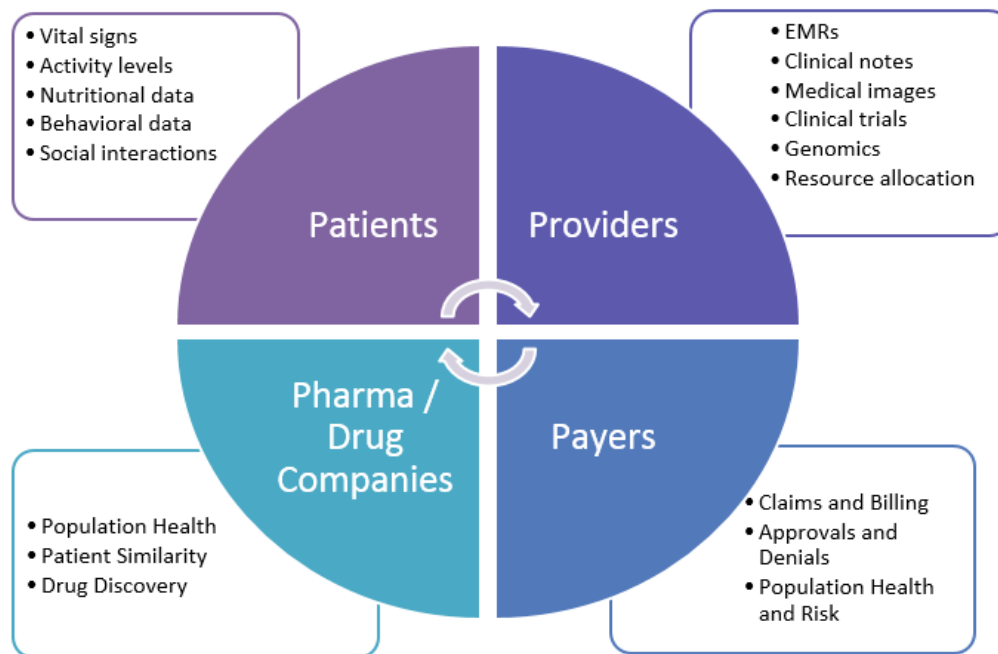 • Vital signs
• Activity levels
• Nutritional data
• Behavioral data
• Social interactions
• EMRs
• Clinical notes
• Medical images
• Clinical trials
• Genomics
• Resource allocation
Patients
Providers
Pharma /
Drug
Companies
Payers
• Population Health
• Patient Similarity
• Drug Discovery
• Claims and Billing
• Approvals and
Denials
• Population Health
and Risk